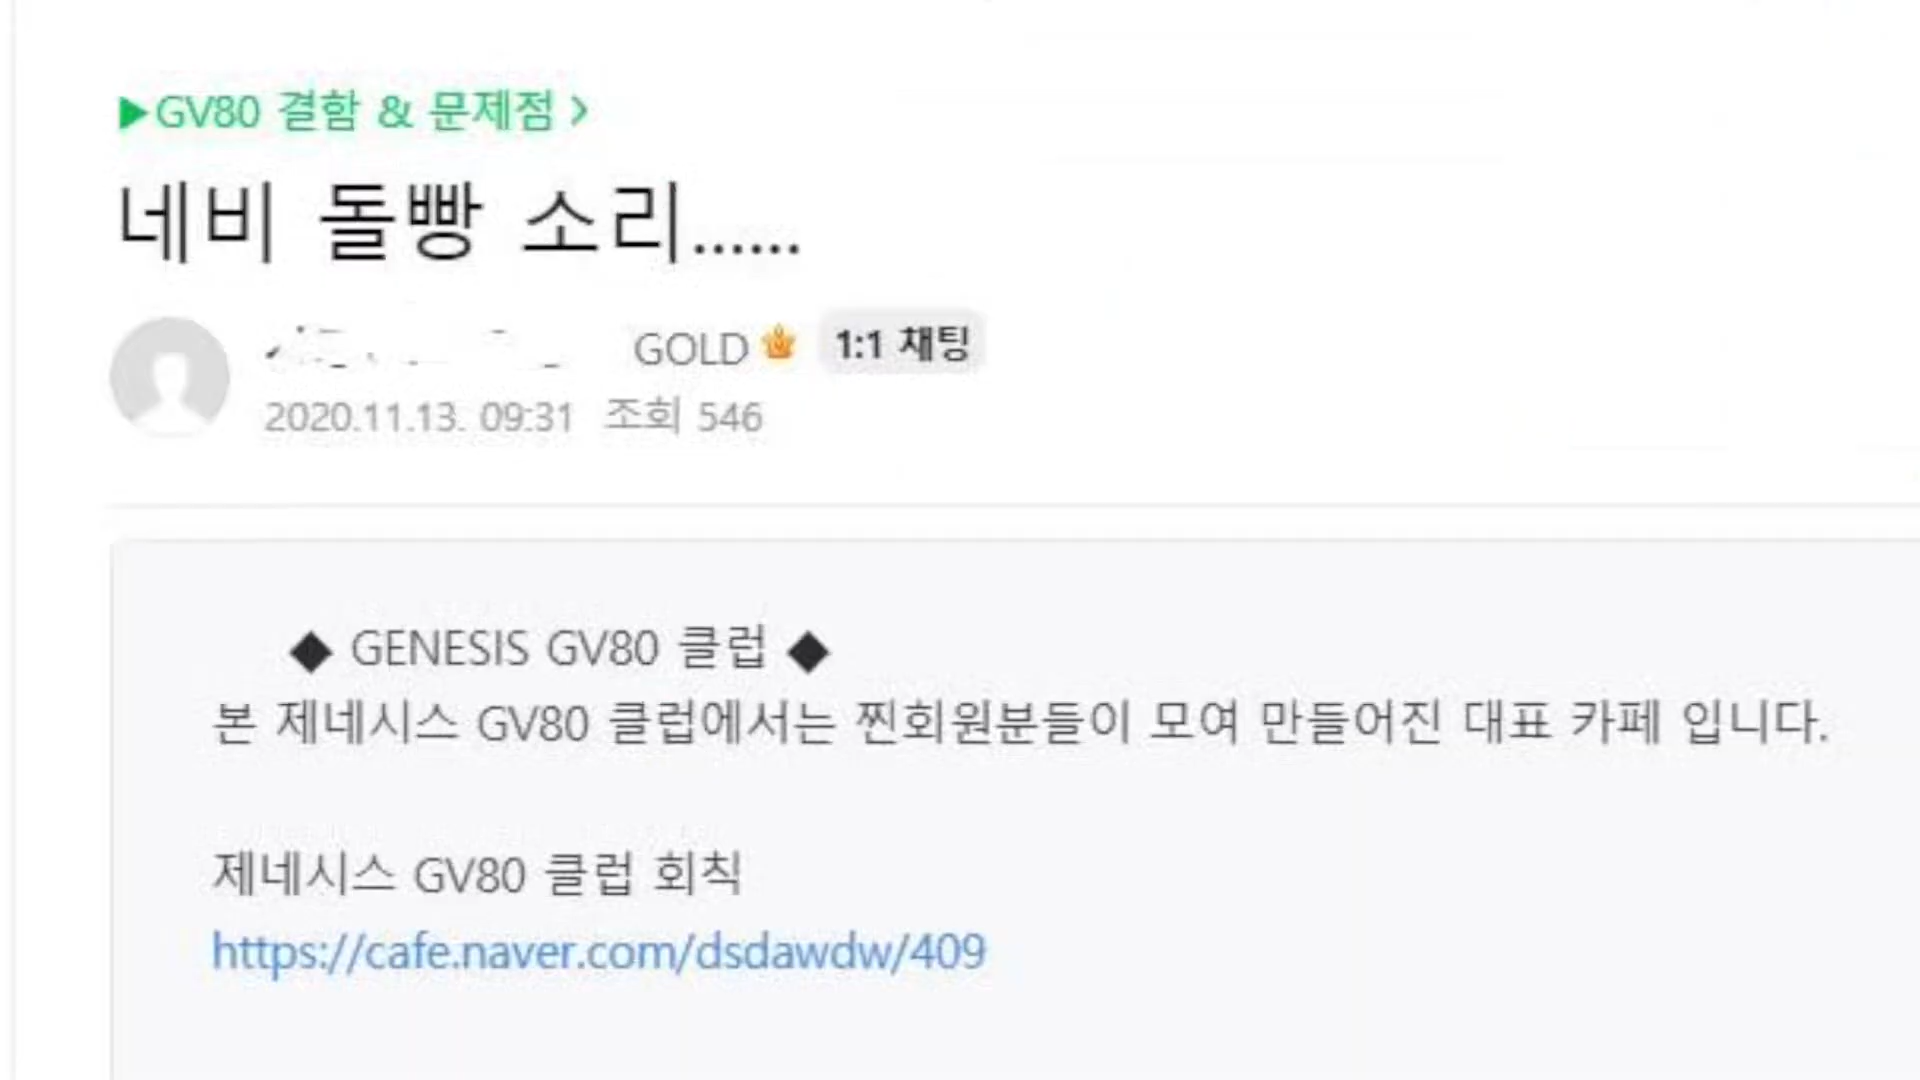 ▶GV80 결함 & 문제점 >
네비 돌빵 소리......
GOLD 1:1 채팅
2020.11.13. 09:31 조회 546
◆ GENESIS GV80 클럽 ◆
본 제네시스 GV80 클럽에서는 찐회원분들이 모여 만들어진 대표 카페 입니다.
제네시스 GV80 클럽 회칙
https://cafe.naver.com/dsdawdw/409